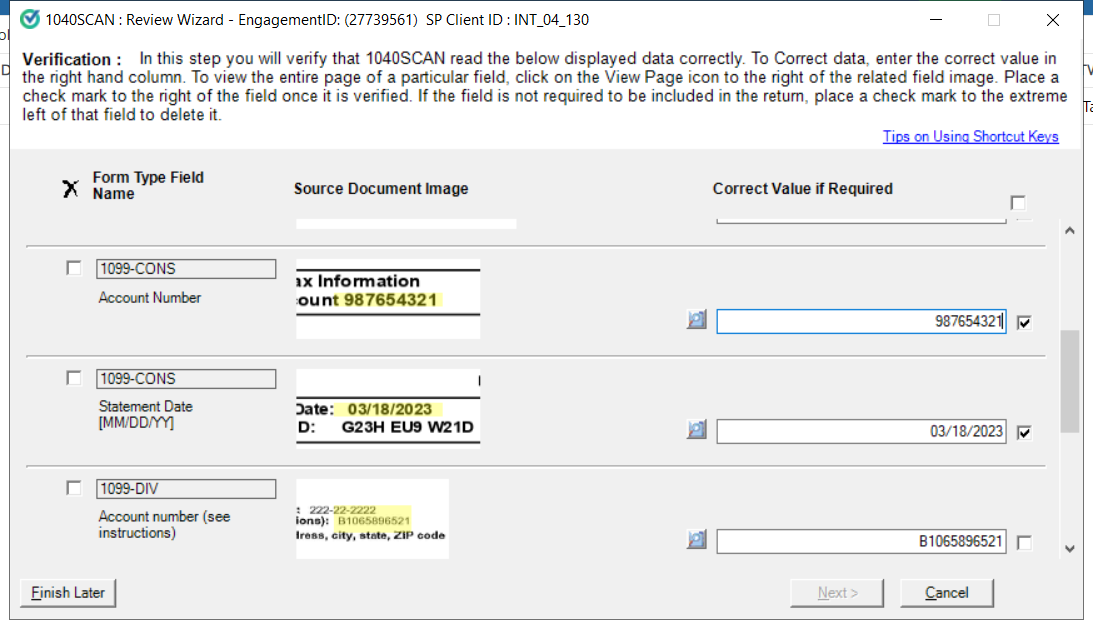 1040SCAN : Review Wizard - EngagementID: (27739561)  SP Client ID : INT_04_130
Verification :   In this step you will verify that 1040SCAN read the below displayed data correctly. To Correct data, enter the correct value in
the right hand column. To view the entire page of a particular field, click on the View Page icon to the right of the related field image. Place a
check mark to the right of the field once it is verified. If the field is not required to be included in the return, place a check mark to the extreme
left of that field to delete it.
Tips on Using Shortcut Keys
Form Type Field
Name
Source Document Image
Correct Value if Required
1099-CONS
Account Number
ax Information
count 987654321
987654321
1099-CONS
Statement Date
[MM/DD/YY]
Date: 03/18/2023
D: G23H EU9 W21D
03/18/2023
1099-DIV
Account number (see
instructions)
: 222-22-2222
ions): B1065896521
lress, city, state, ZIP code
B1065896521
Finish Later
Next >
Cancel